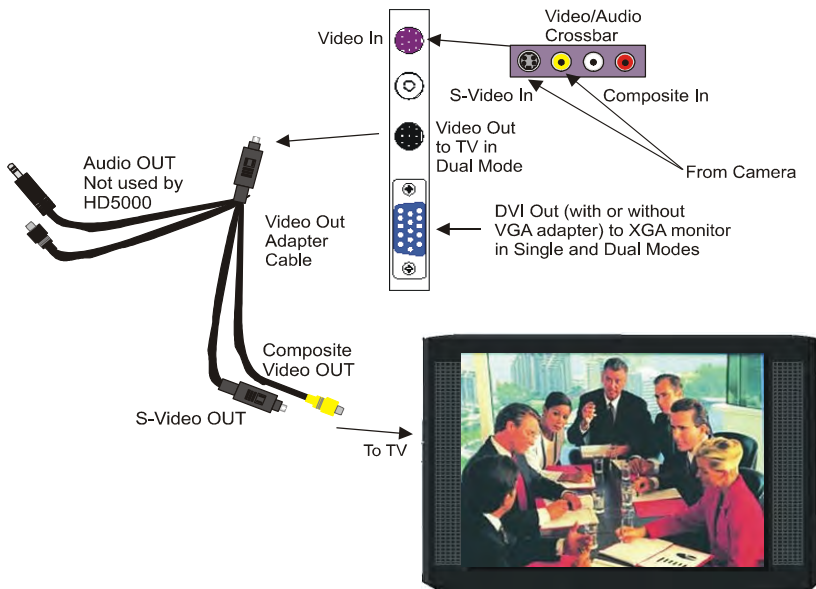 Video/Audio
Crossbar
Video In
S-Video In
Composite In
Video Out
to TV in
Dual Mode
From Camera
Audio OUT
Not used by
HD5000
Video Out
Adapter
Cable
DVI Out (with or without
VGA adapter) to XGA monitor
in Single and Dual Modes
Composite
Video OUT
S-Video OUT
To TV